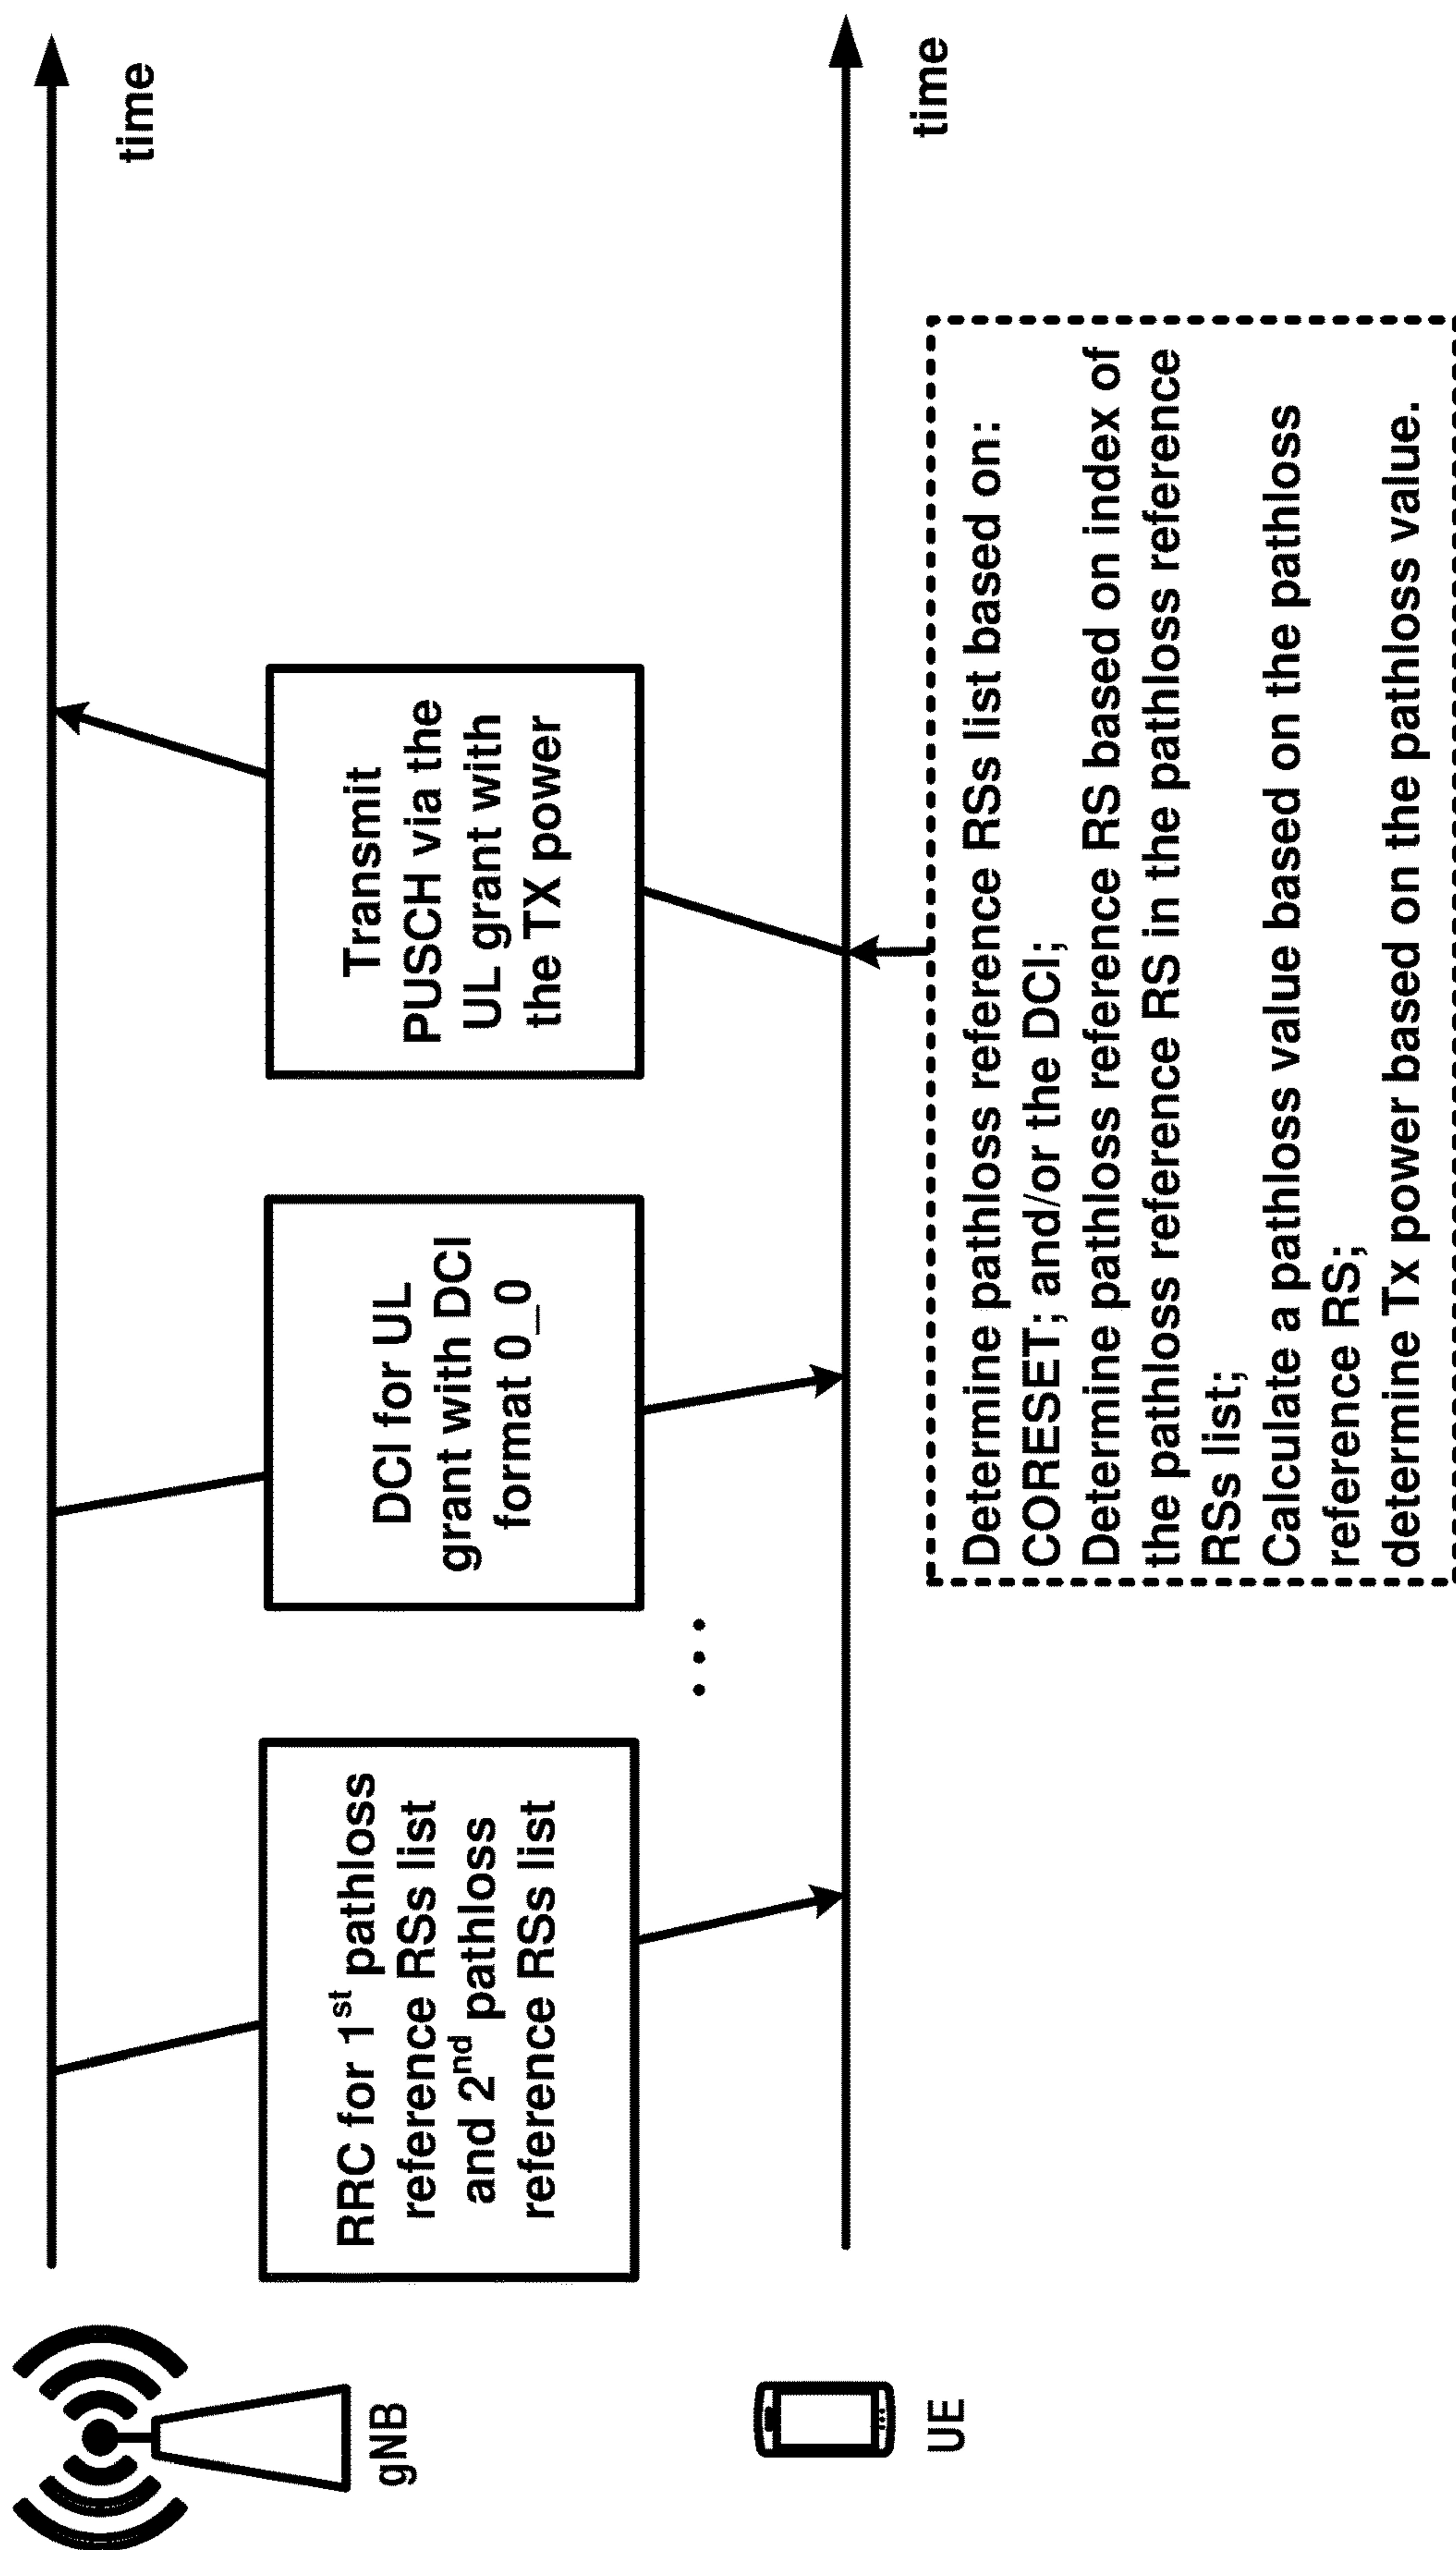 time
gNB
RRC for 1st pathloss
reference RSs list
and 2nd pathloss
reference RSs list
...
DCI for UL
grant with DCI
format 0_0
Transmit
PUSCH via the
UL grant with
the TX power
time
UE
Determine pathloss reference RSs list based on:
CORESET; and/or the DCI;
Determine pathloss reference RS based on index of
the pathloss reference RS in the pathloss reference
RSs list;
Calculate a pathloss value based on the pathloss
reference RS;
determine Tx power based on the pathloss value.